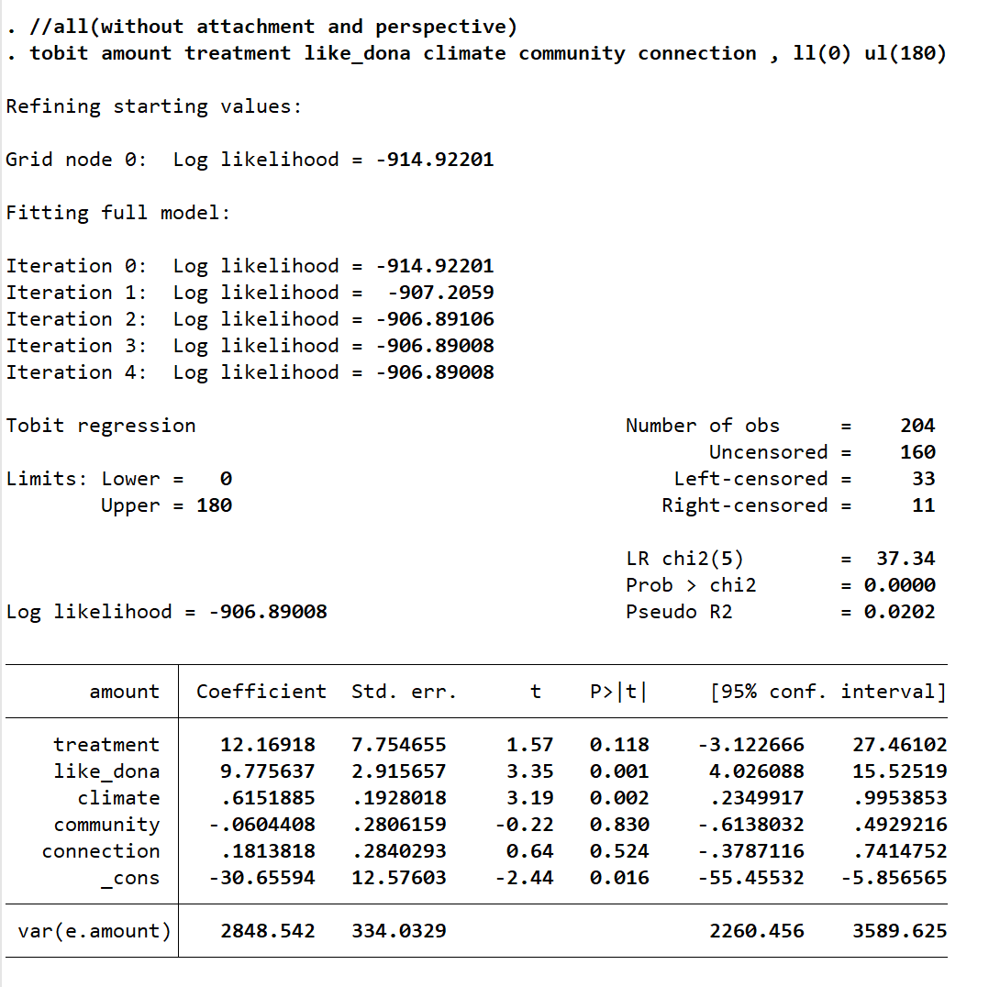 . //all(without attachment and perspective)
. tobit amount treatment like_dona climate community connection , ll(0) ul(180)
Refining starting values:
Grid node 0:  Log likelihood = -914.92201
Fitting full model:
Iteration 0:  Log likelihood = -914.92201
Iteration 1:  Log likelihood =  -907.2059
Iteration 2:  Log likelihood = -906.89106
Iteration 3:  Log likelihood = -906.89008
Iteration 4:  Log likelihood = -906.89008
Tobit regression                                    Number of obs     =    204
                                                           Uncensored =    160
Limits: Lower =   0                                     Left-censored =     33
        Upper = 180                                    Right-censored =     11
                                                    LR chi2(5)        =  37.34
                                                    Prob > chi2       = 0.0000
Log likelihood = -906.89008                         Pseudo R2         = 0.0202
       amount   Coefficient  Std. err.      t    P>|t|     [95% conf. interval]
    treatment     12.16918   7.754655     1.57   0.118    -3.122666    27.46102
    like_dona     9.775637   2.915657     3.35   0.001     4.026088    15.52519
      climate     .6151885   .1928018     3.19   0.002     .2349917    .9953853
    community    -.0604408   .2806159    -0.22   0.830    -.6138032    .4929216
   connection     .1813818   .2840293     0.64   0.524    -.3787116    .7414752
        _cons    -30.65594   12.57603    -2.44   0.016    -55.45532   -5.856565
 var(e.amount)     2848.542   334.0329                      2260.456    3589.625